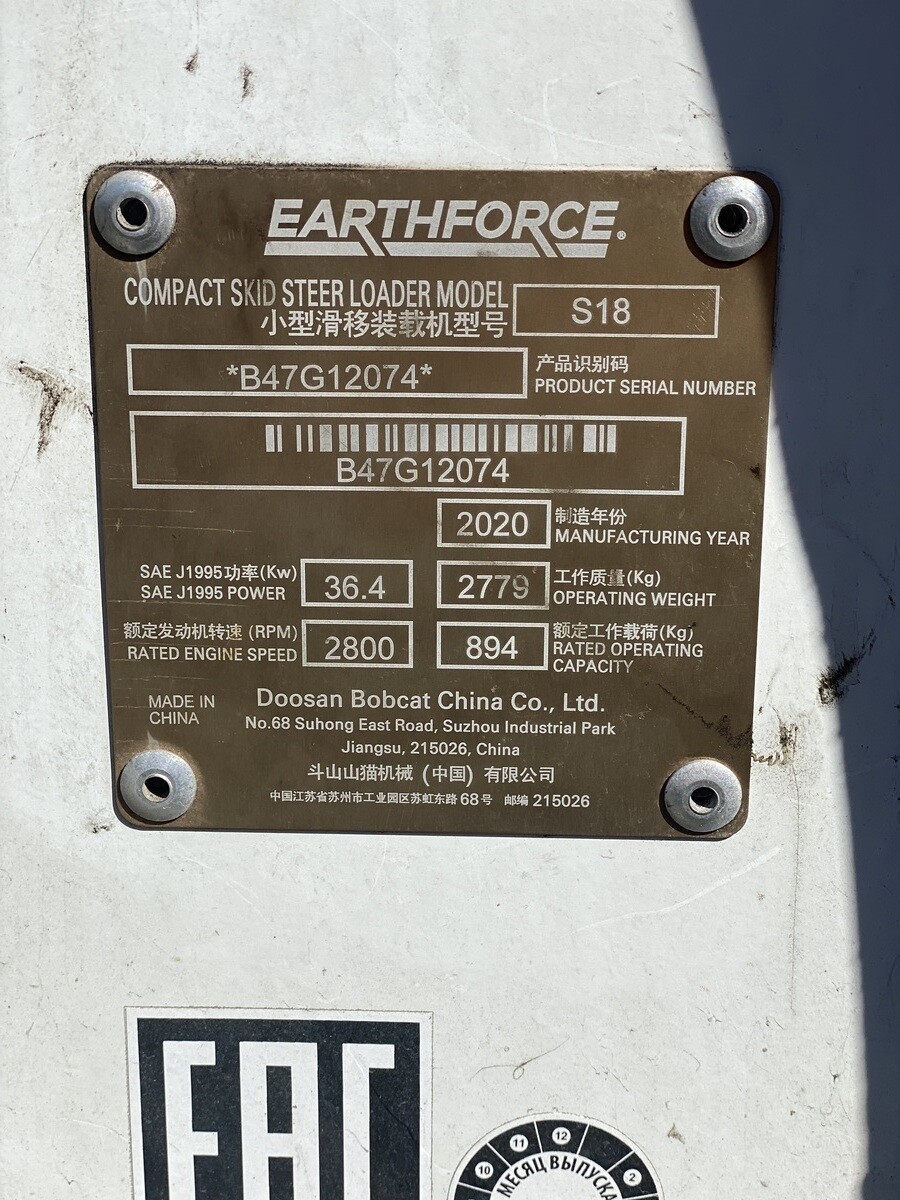 EARTHFORCE®
COMPACT SKID STEER LOADER MODEL
小型滑移装载机型号
S18
*B47G12074*
产品识别码
PRODUCT SERIAL NUMBER
B47G12074
2020
制造年份
MANUFACTURING YEAR
SAE J1995功率(Kw)
SAE J1995 POWER
36.4
2779
工作质量(Kg)
OPERATING WEIGHT
额定发动机转速 (RPM)
RATED ENGINE SPEED
2800
894
额定工作载荷(Kg)
RATED OPERATING
CAPACITY
MADE IN
CHINA
Doosan Bobcat China Co., Ltd.
No.68 Suhong East Road, Suzhou Industrial Park
Jiangsu, 215026, China
斗山山猫机械 (中国) 有限公司
中国江苏省苏州市工业园区苏虹东路 68号 邮编 215026
EAC
10 11 12 2
МЕСЯЦ ВЫПУСКА